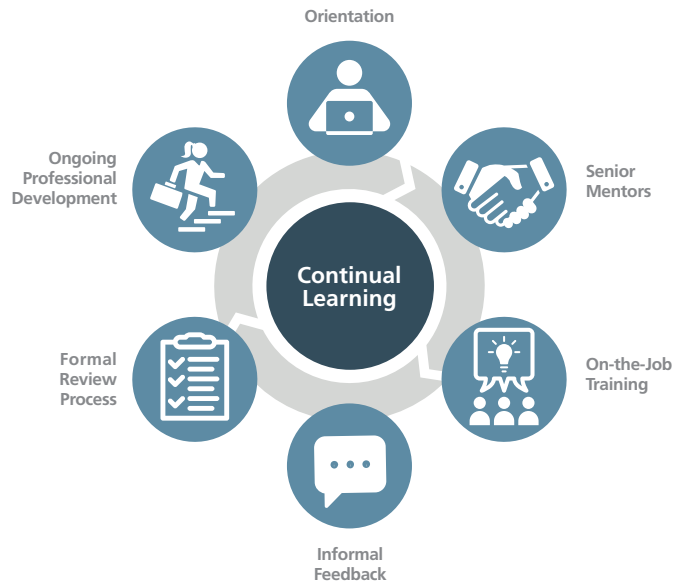 Orientation
Senior
Mentors
On-the-Job
Training
Informal
Feedback
Formal
Review
Process
Ongoing
Professional
Development
Continual
Learning